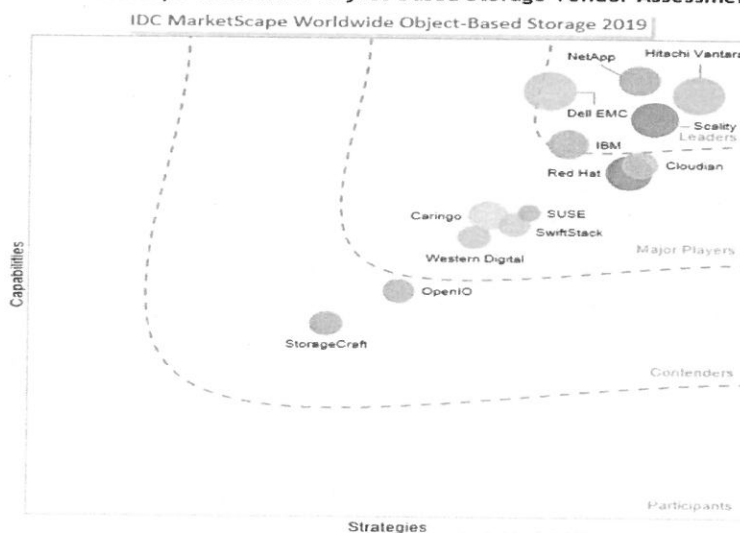 IDC MarketScape Worldwide Object-Based Storage 2019
NetApp
Hitachi Vantara
Dell EMC
Scality
Leaders
IBM
Red Hat
Cloudian
Caringo
SUSE
SwiftStack
Western Digital
Major Players
OpenIO
StorageCraft
Contenders
Participants
Capabilities
Strategies